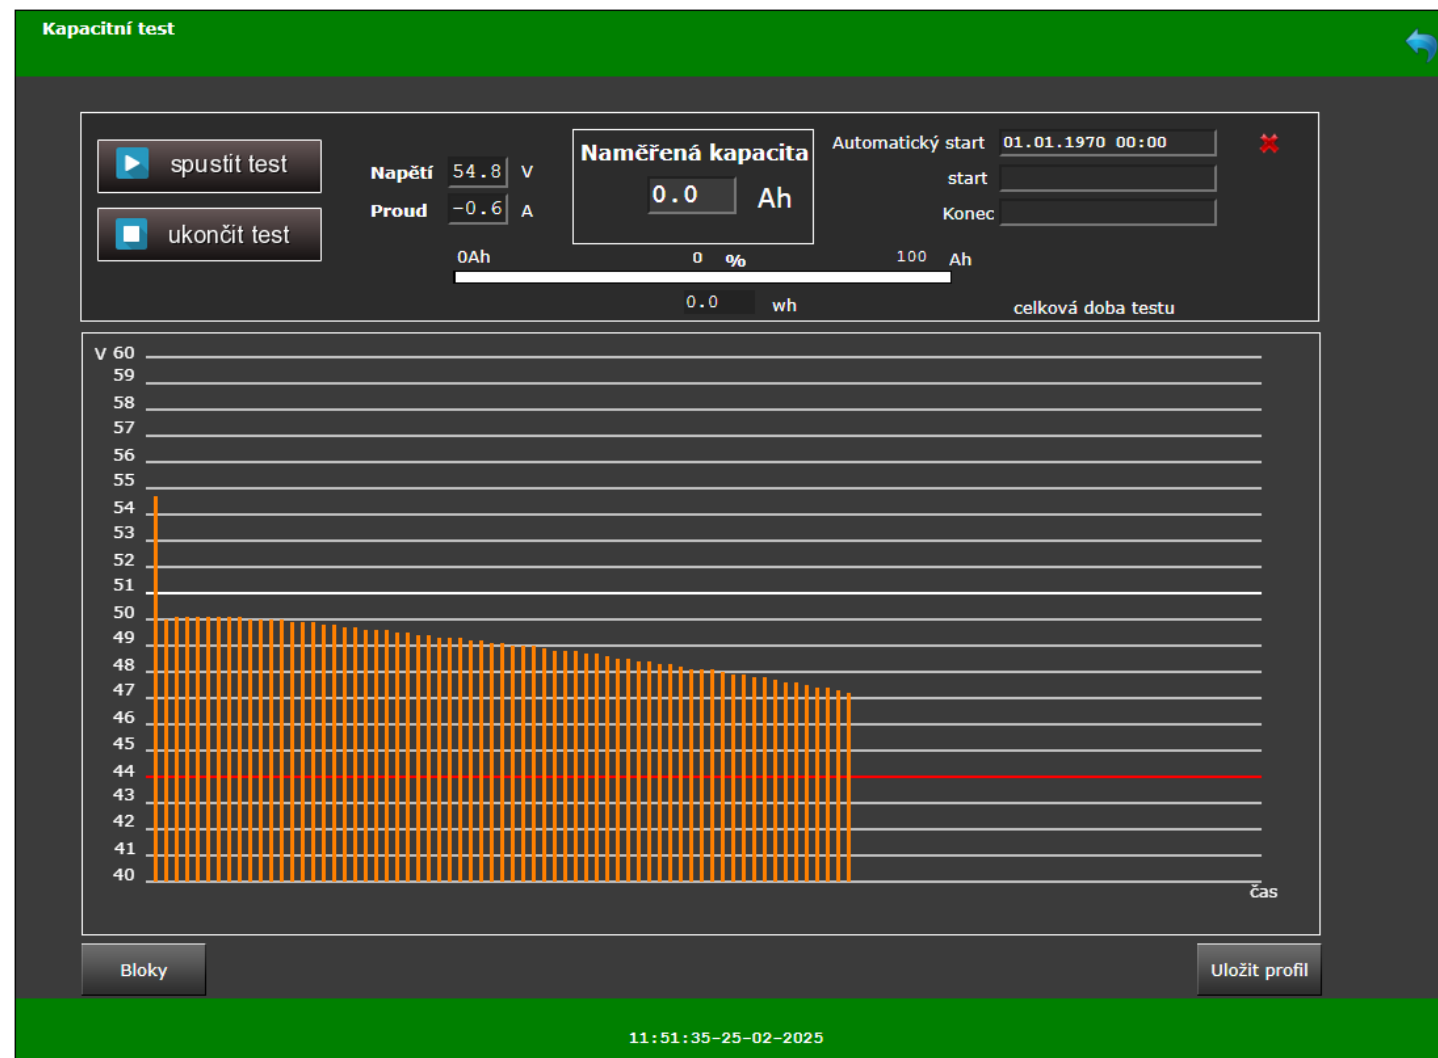 Kapacitní test
spustit test
ukončit test
Napětí 54.8 V
Proud -0.6 A
Naměřená kapacita
0.0 Ah
Automatický start 01.01.1970 00:00
start
Konec
0Ah 0 % 100 Ah
0.0 wh
celková doba testu
V 60
59
58
57
56
55
54
53
52
51
50
49
48
47
46
45
44
43
42
41
40
čas
Bloky
Uložit profil
11:51:35-25-02-2025